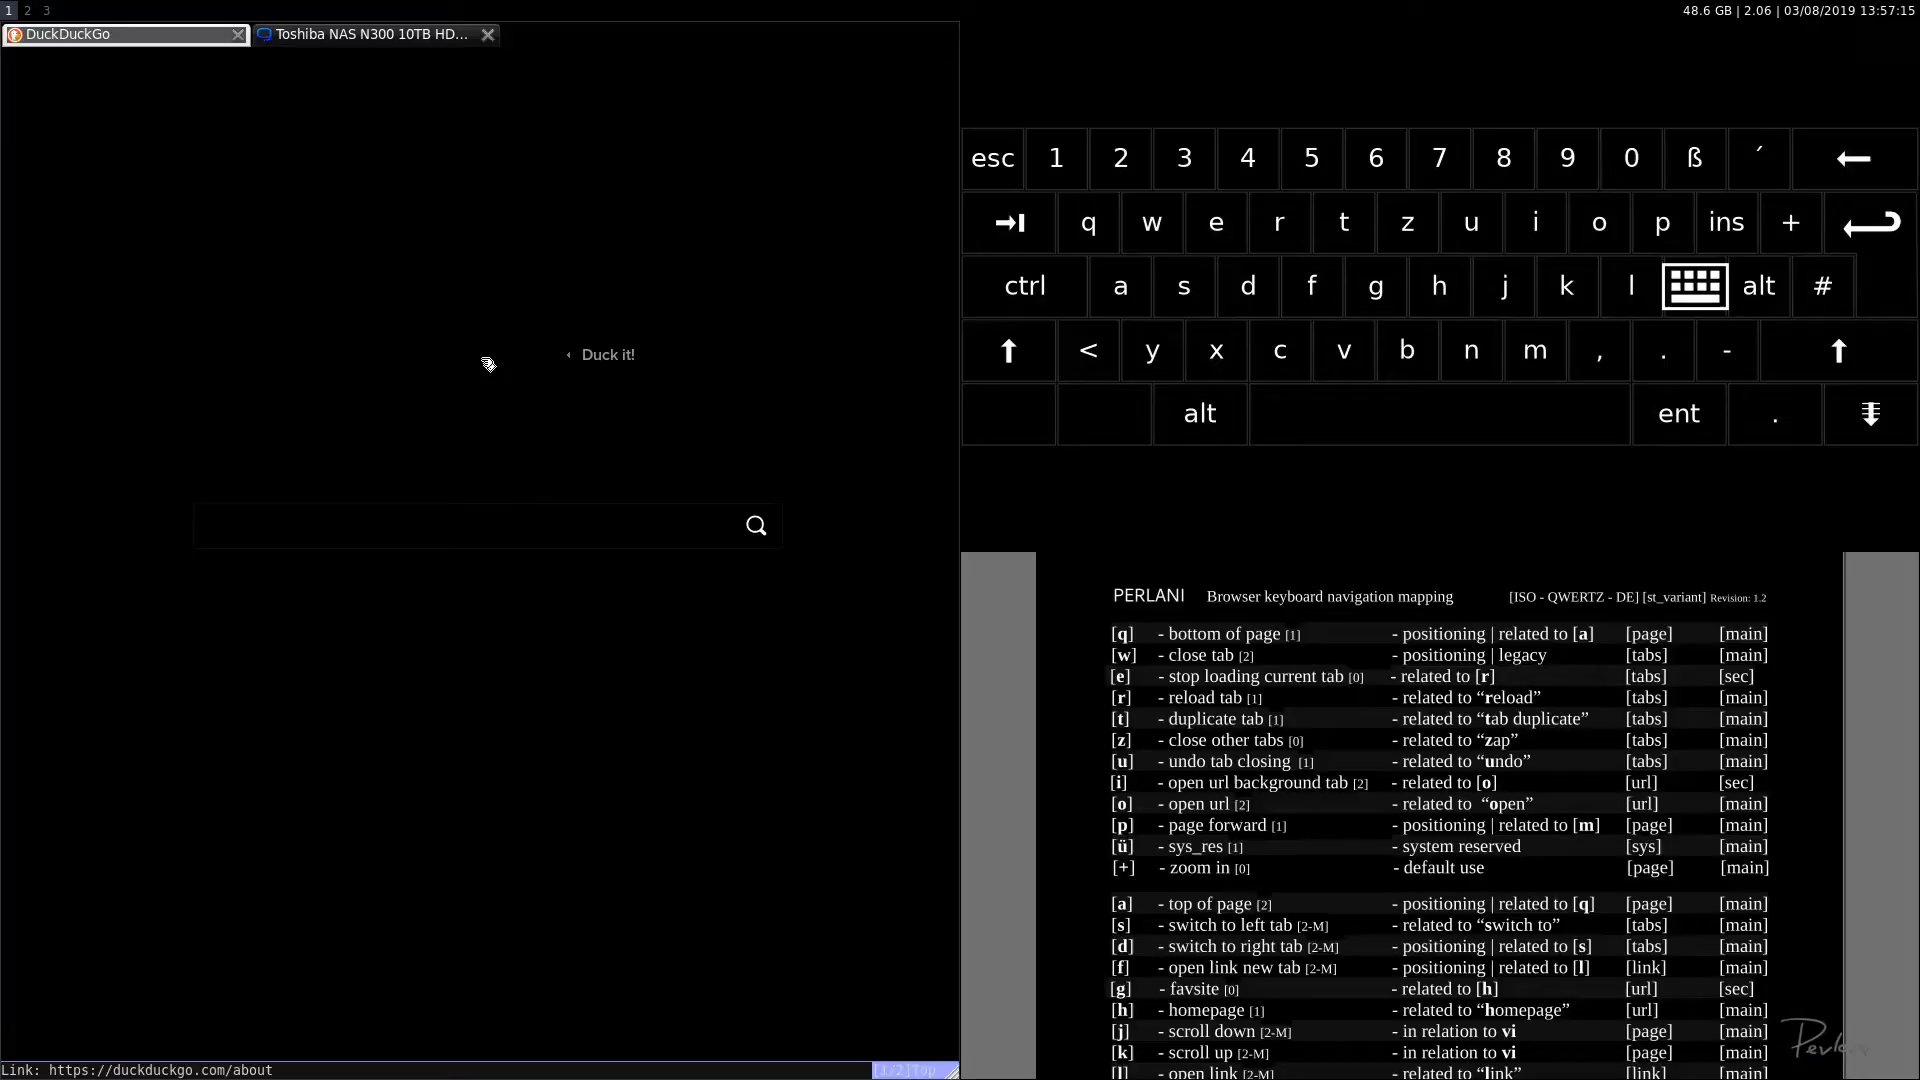 1 2 3
48.6 GB | 2.06 | 03/08/2019 13:57:15
DuckDuckGo
Toshiba NAS N300 10TB HD...
Duck it!
esc 1 2 3 4 5 6 7 8 9 0 ß ´
q w e r t z u i o p ins +
ctrl a s d f g h j k l alt #
< y x c v b n m , . -
alt ent .
PERLANI Browser keyboard navigation mapping [ISO - QWERTZ - DE] [st_variant] Revision: 1.2
[q] - bottom of page [1] - positioning | related to [a] [page] [main]
[w] - close tab [2] - positioning | legacy [tabs] [main]
[e] - stop loading current tab [0] - related to [r] [tabs] [sec]
[r] - reload tab [1] - related to “reload” [tabs] [main]
[t] - duplicate tab [1] - related to “tab duplicate” [tabs] [main]
[z] - close other tabs [0] - related to “zap” [tabs] [main]
[u] - undo tab closing [1] - related to “undo” [tabs] [main]
[i] - open url background tab [2] - related to [o] [url] [sec]
[o] - open url [2] - related to “open” [url] [main]
[p] - page forward [1] - positioning | related to [m] [page] [main]
[ü] - sys_res [1] - system reserved [sys] [main]
[+] - zoom in [0] - default use [page] [main]
[a] - top of page [2] - positioning | related to [q] [page] [main]
[s] - switch to left tab [2-M] - related to “switch to” [tabs] [main]
[d] - switch to right tab [2-M] - positioning | related to [s] [tabs] [main]
[f] - open link new tab [2-M] - positioning | related to [l] [link] [main]
[g] - favsite [0] - related to [h] [url] [sec]
[h] - homepage [1] - related to “homepage” [url] [main]
[j] - scroll down [2-M] - in relation to vi [page] [main]
[k] - scroll up [2-M] - in relation to vi [page] [main]
[l] - open link [2-M] - related to “link” [link] [main]
Link: https://duckduckgo.com/about
[1/2]Top